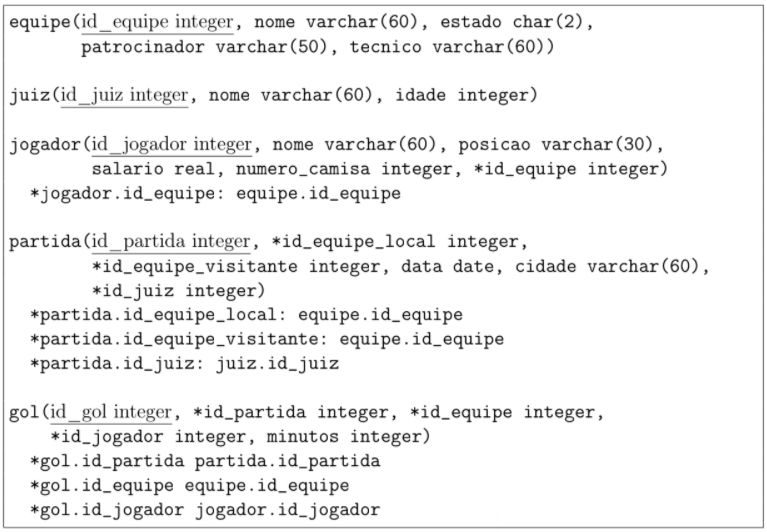 equipe(id_equipe integer, nome varchar(60), estado char(2),
patrocinador varchar(50), tecnico varchar(60))
juiz(id_juiz integer, nome varchar(60), idade integer)
jogador(id_jogador integer, nome varchar(60), posicao varchar(30),
salario real, numero_camisa integer, *id_equipe integer)
*jogador.id_equipe: equipe.id_equipe
partida(id_partida integer, *id_equipe_local integer,
*id_equipe_visitante integer, data date, cidade varchar(60),
*id_juiz integer)
*partida.id_equipe_local: equipe.id_equipe
*partida.id_equipe_visitante: equipe.id_equipe
*partida.id_juiz: juiz.id_juiz
gol(id_gol integer, *id_partida integer, *id_equipe integer,
*id_jogador integer, minutos integer)
*gol.id_partida partida.id_partida
*gol.id_equipe equipe.id_equipe
*gol.id_jogador jogador.id_jogador